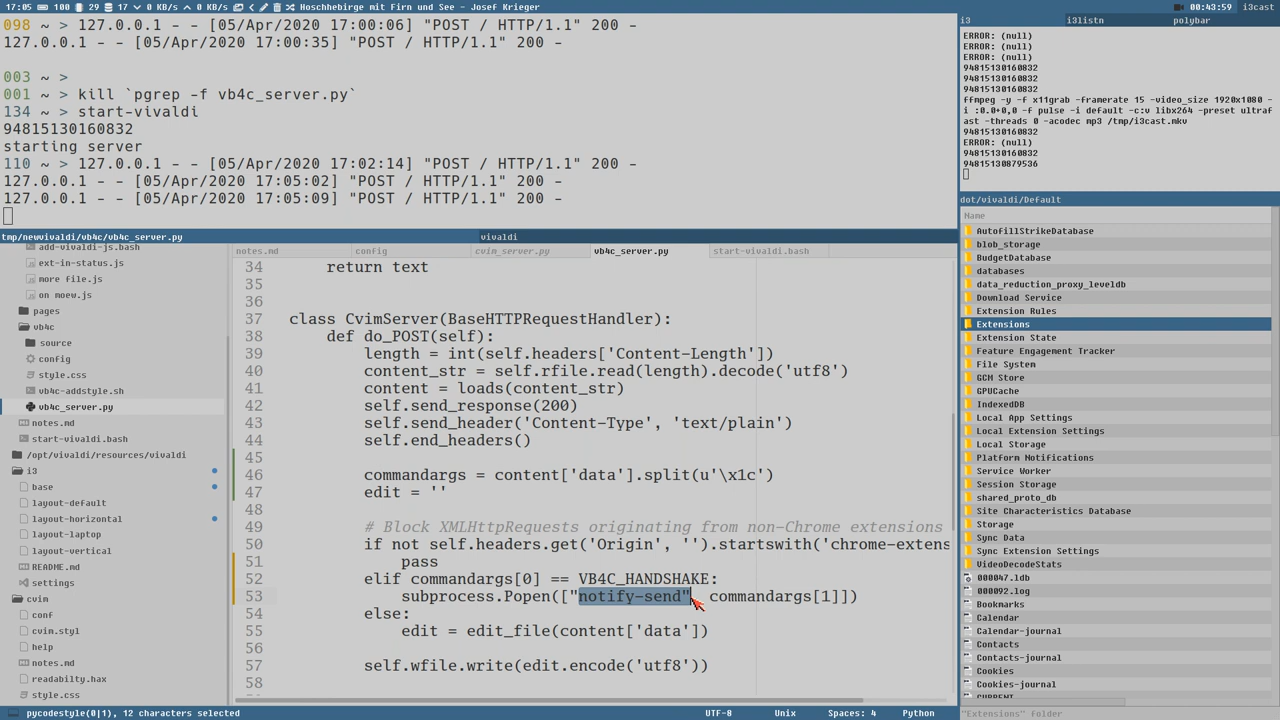 17:05 100 29 17 0 KB/s 0 KB/s Hoschhebirge mit Firn und See - Josef Krieger 00:43:59 i3cast
098 ~ > 127.0.0.1 - - [05/Apr/2020 17:00:06] "POST / HTTP/1.1" 200 -
127.0.0.1 - - [05/Apr/2020 17:00:35] "POST / HTTP/1.1" 200 -
003 ~ >
001 ~ > kill `pgrep -f vb4c_server.py`
134 ~ > start-vivaldi
94815130160832
starting server
110 ~ > 127.0.0.1 - - [05/Apr/2020 17:02:14] "POST / HTTP/1.1" 200 -
127.0.0.1 - - [05/Apr/2020 17:05:02] "POST / HTTP/1.1" 200 -
127.0.0.1 - - [05/Apr/2020 17:05:09] "POST / HTTP/1.1" 200 -
i3 i3listn polybar
ERROR: (null)
ERROR: (null)
ERROR: (null)
94815130160832
94815130160832
94815130160832
ffmpeg -y -f x11grab -framerate 15 -video_size 1920x1080 -
i :0.0+0,0 -f pulse -i default -c:v libx264 -preset ultraf
ast -threads 0 -acodec mp3 /tmp/i3cast.mkv
94815130160832
ERROR: (null)
94815130160832
94815130879536
tmp/newvivaldi/vb4c/vb4c_server.py vivaldi
add-vivaldi-js.bash
ext-in-status.js
more file.js
on moew.js
pages
vb4c
source
config
style.css
vb4c-addstyle.sh
vb4c_server.py
notes.md
start-vivaldi.bash
/opt/vivaldi/resources/vivaldi
i3
base
layout-default
layout-horizontal
layout-laptop
layout-vertical
README.md
settings
cvim
conf
cvim.styl
help
notes.md
readabilty.hax
style.css
notes.md config cvim_server.py vb4c_server.py start-vivaldi.bash
34 return text
35
36
37 class CvimServer(BaseHTTPRequestHandler):
38 def do_POST(self):
39 length = int(self.headers['Content-Length'])
40 content_str = self.rfile.read(length).decode('utf8')
41 content = loads(content_str)
42 self.send_response(200)
43 self.send_header('Content-Type', 'text/plain')
44 self.end_headers()
45
46 commandargs = content['data'].split(u'\x1c')
47 edit = ''
48
49 # Block XMLHttpRequests originating from non-Chrome extensions
50 if not self.headers.get('Origin', '').startswith('chrome-extens
51 pass
52 elif commandargs[0] == VB4C_HANDSHAKE:
53 subprocess.Popen(["notify-send", commandargs[1]])
54 else:
55 edit = edit_file(content['data'])
56
57 self.wfile.write(edit.encode('utf8'))
58
dot/vivaldi/Default
Name
AutofillStrikeDatabase
blob_storage
BudgetDatabase
databases
data_reduction_proxy_leveldb
Download Service
Extension Rules
Extensions
Extension State
Feature Engagement Tracker
File System
GCM Store
GPUCache
IndexedDB
Local App Settings
Local Extension Settings
Local Storage
Platform Notifications
Service Worker
Session Storage
shared_proto_db
Site Characteristics Database
Storage
Sync Data
Sync Extension Settings
VideoDecodeStats
000047.ldb
000092.log
Bookmarks
Calendar
Calendar-journal
Contacts
Contacts-journal
Cookies
Cookies-journal
CURRENT
pycodestyle(0|1), 12 characters selected UTF-8 Unix Spaces: 4 Python
"Extensions" folder